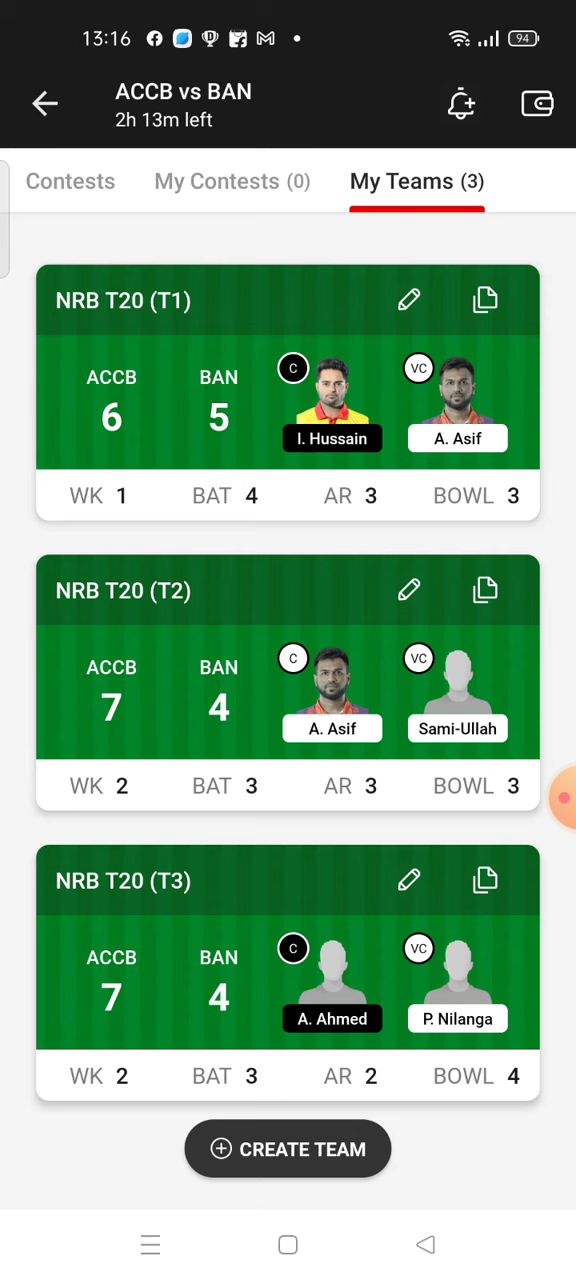 13:16
94
ACCB vs BAN
2h 13m left
Contests My Contests (0) My Teams (3)
NRB T20 (T1)
ACCB BAN C VC
6 5
I. Hussain A. Asif
WK 1 BAT 4 AR 3 BOWL 3
NRB T20 (T2)
ACCB BAN C VC
7 4
A. Asif Sami-Ullah
WK 2 BAT 3 AR 3 BOWL 3
NRB T20 (T3)
ACCB BAN C VC
7 4
A. Ahmed P. Nilanga
WK 2 BAT 3 AR 2 BOWL 4
CREATE TEAM